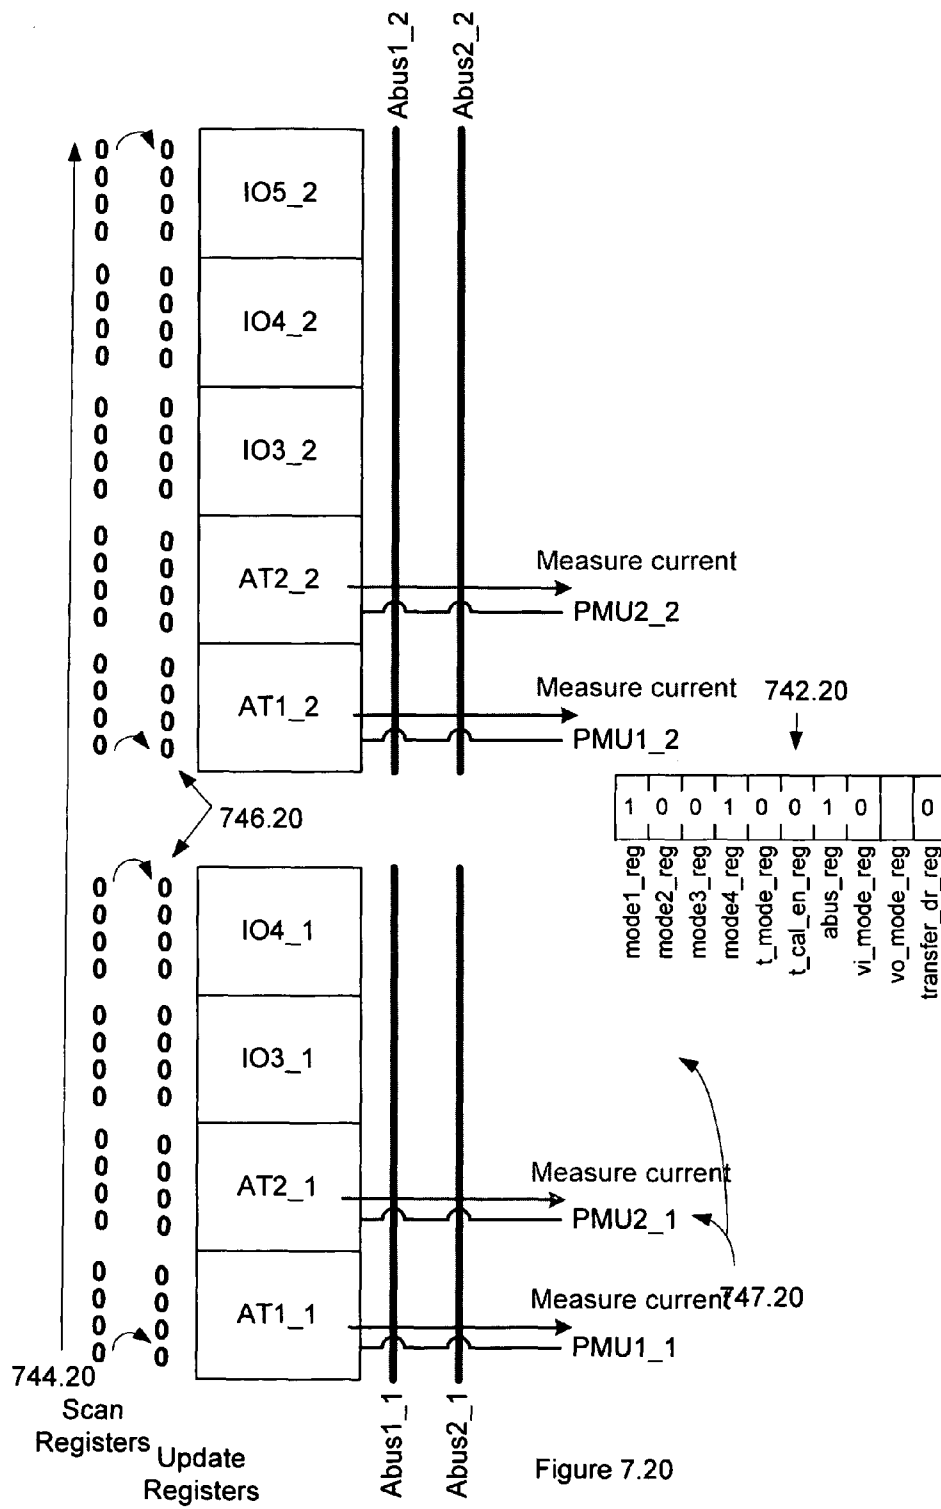 Abus1_2
Abus2_2
0 0
0 0
0 0
0 0
IO5_2
0 0
0 0
0 0
0 0
IO4_2
0 0
0 0
0 0
0 0
IO3_2
0 0
0 0
0 0
0 0
AT2_2
Measure current
PMU2_2
0 0
0 0
0 0
0 0
AT1_2
Measure current
PMU1_2
742.20
1 0 0 1 0 0 1 0 0
mode1_reg
mode2_reg
mode3_reg
mode4_reg
t_mode_reg
t_cal_en_reg
abus_reg
vi_mode_reg
vo_mode_reg
transfer_dr_reg
746.20
0 0
0 0
0 0
0 0
IO4_1
0 0
0 0
0 0
0 0
IO3_1
0 0
0 0
0 0
0 0
AT2_1
Measure current
PMU2_1
0 0
0 0
0 0
0 0
AT1_1
Measure current
747.20
PMU1_1
744.20
Scan
Registers
Update
Registers
Abus1_1
Abus2_1
Figure 7.20